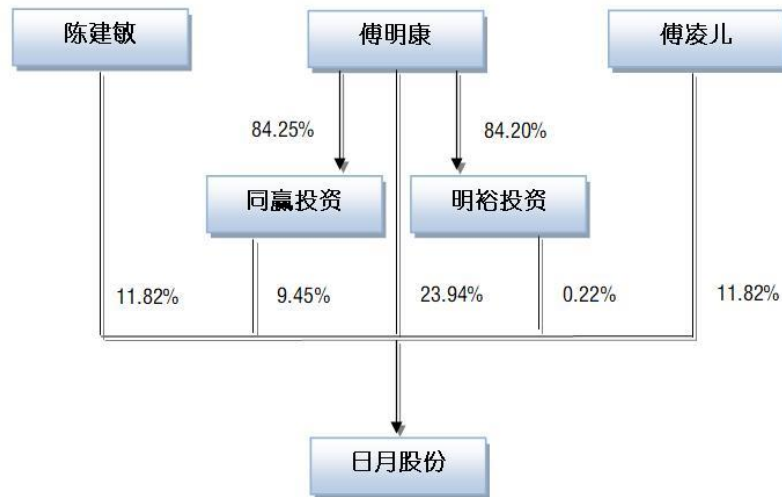 陈建敏
傅明康
傅凌儿
84.25%
84.20%
同赢投资
明裕投资
11.82%
9.45%
23.94%
0.22%
11.82%
日月股份